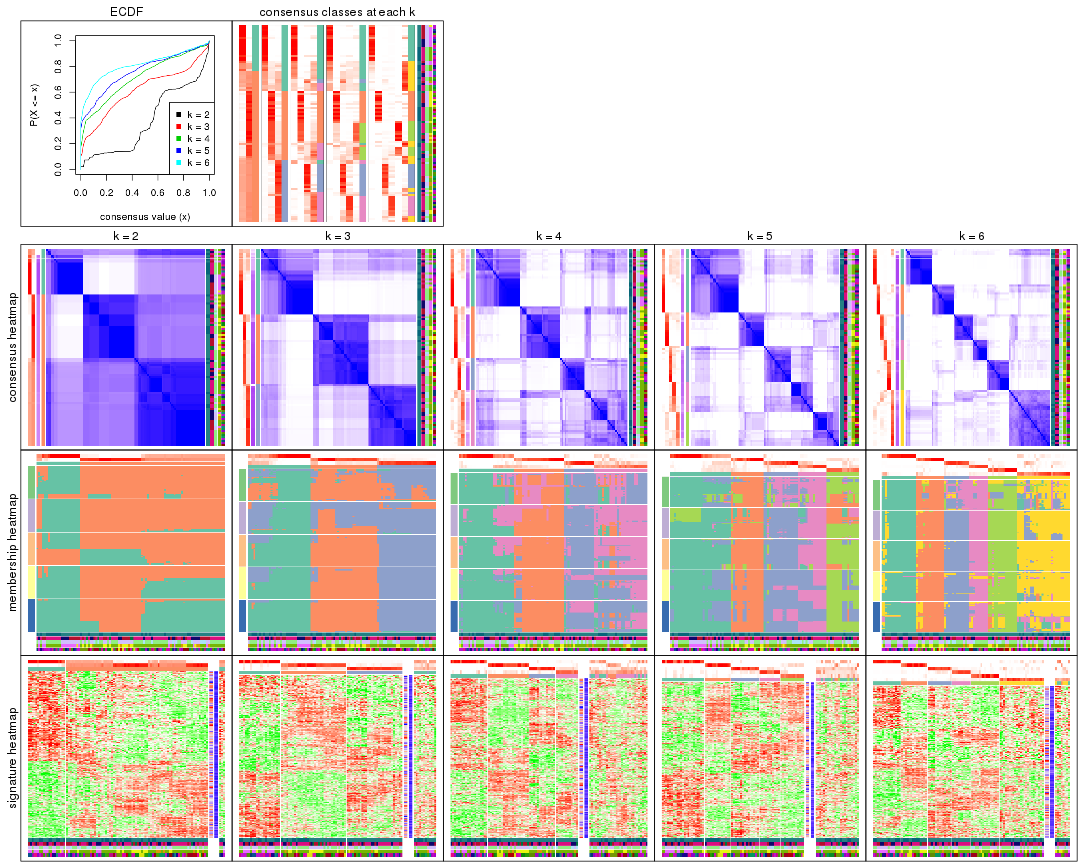 ECDF
consensus classes at each k
P(X <= x)
0.0 0.2 0.4 0.6 0.8 1.0
k = 2
k = 3
k = 4
k = 5
k = 6
0.0 0.2 0.4 0.6 0.8 1.0
consensus value (x)
k = 2 k = 3 k = 4 k = 5 k = 6
consensus heatmap
membership heatmap
signature heatmap